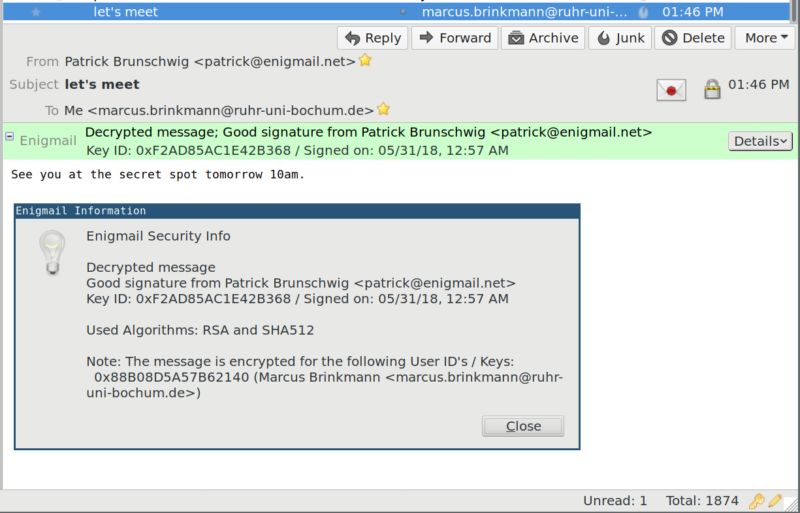 let's meet marcus.brinkmann@ruhr-uni-... 01:46 PM
Reply Forward Archive Junk Delete More
From Patrick Brunschwig <patrick@enigmail.net>
Subject let's meet 01:46 PM
To Me <marcus.brinkmann@ruhr-uni-bochum.de>
Enigmail Decrypted message; Good signature from Patrick Brunschwig <patrick@enigmail.net>
Key ID: 0xF2AD85AC1E42B368 / Signed on: 05/31/18, 12:57 AM
Details
See you at the secret spot tomorrow 10am.
Enigmail Information
Enigmail Security Info
Decrypted message
Good signature from Patrick Brunschwig <patrick@enigmail.net>
Key ID: 0xF2AD85AC1E42B368 / Signed on: 05/31/18, 12:57 AM
Used Algorithms: RSA and SHA512
Note: The message is encrypted for the following User ID's / Keys:
0x88B08D5A57B62140 (Marcus Brinkmann <marcus.brinkmann@ruhr-
uni-bochum.de>)
Close
Unread: 1 Total: 1874